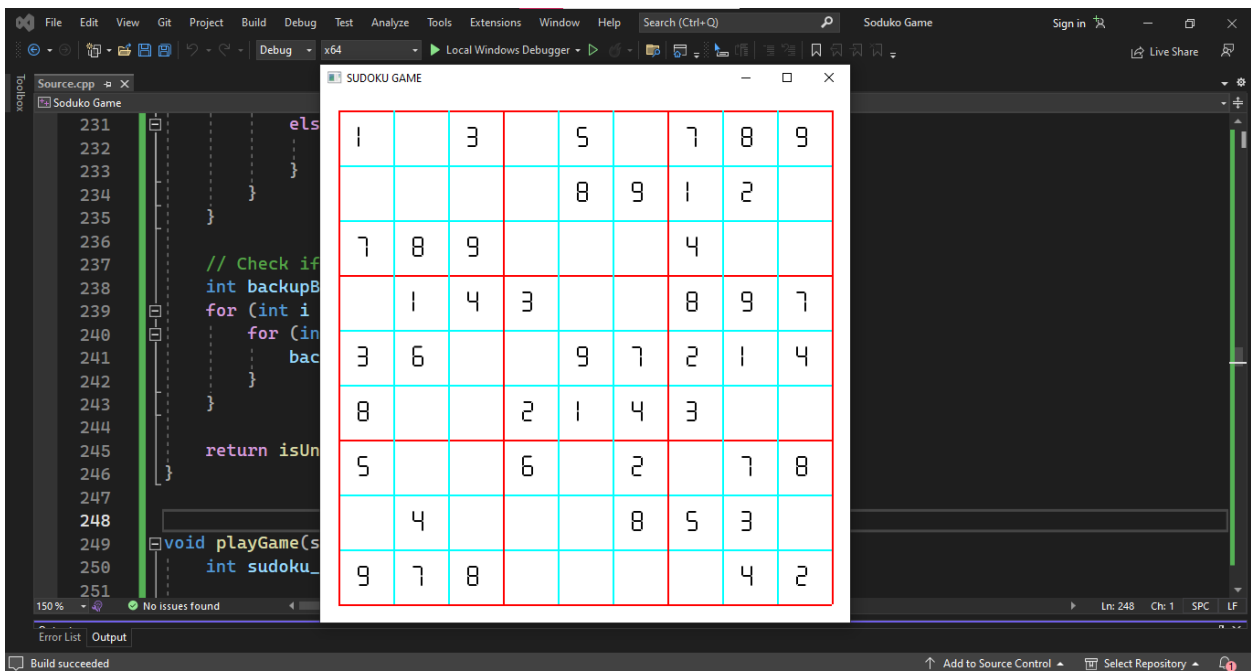 File Edit View Git Project Build Debug Test Analyze Tools Extensions Window Help Search (Ctrl+Q) Soduko Game Sign in
Debug x64 Local Windows Debugger Live Share
Toolbox
Source.cpp
Soduko Game
SUDOKU GAME
231 els
232
233 }
234 }
235 }
236
237 // Check if
238 int backupB
239 for (int i
240 for (in
241 bac
242 }
243 }
244
245 return isUn
246 }
247
248
249 void playGame(s
250 int sudoku_
251
1 3 5 7 8 9
8 9 1 2
7 8 9 4
1 4 3 8 9 7
3 6 9 7 2 1 4
8 2 1 4 3
5 6 2 7 8
4 8 5 3
9 7 8 4 2
150 % No issues found Ln: 248 Ch: 1 SPC LF
Error List Output
Build succeeded Add to Source Control Select Repository 1